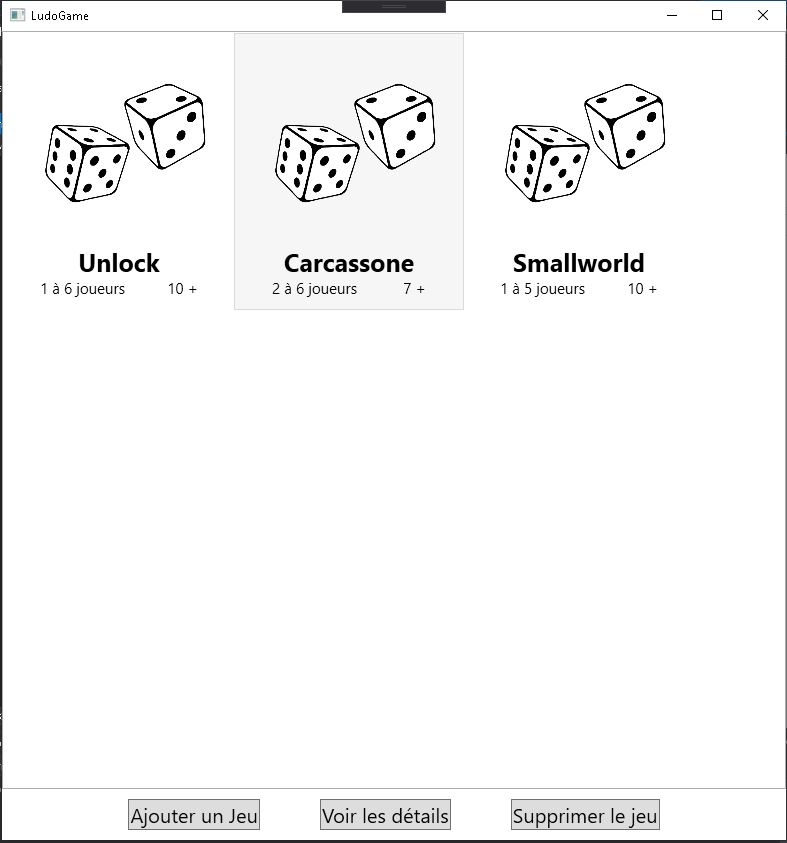 LudoGame
Unlock
1 à 6 joueurs 10 +
Carcassone
2 à 6 joueurs 7 +
Smallworld
1 à 5 joueurs 10 +
Ajouter un Jeu
Voir les détails
Supprimer le jeu